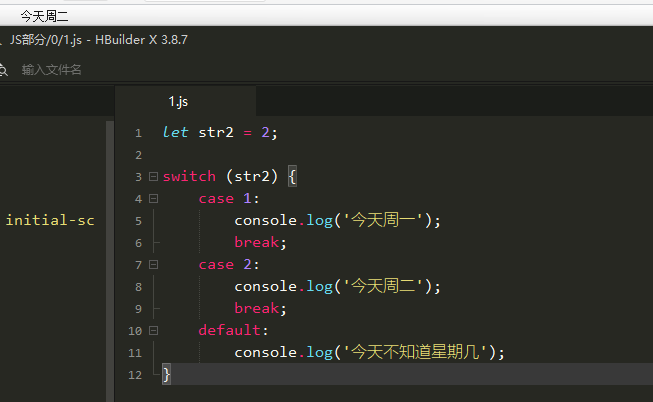 今天周二
JS部分/0/1.js - HBuilder X 3.8.7
输入文件名
1.js
initial-sc
1 let str2 = 2;
2
3 switch (str2) {
4 case 1:
5 console.log('今天周一');
6 break;
7 case 2:
8 console.log('今天周二');
9 break;
10 default:
11 console.log('今天不知道星期几');
12 }